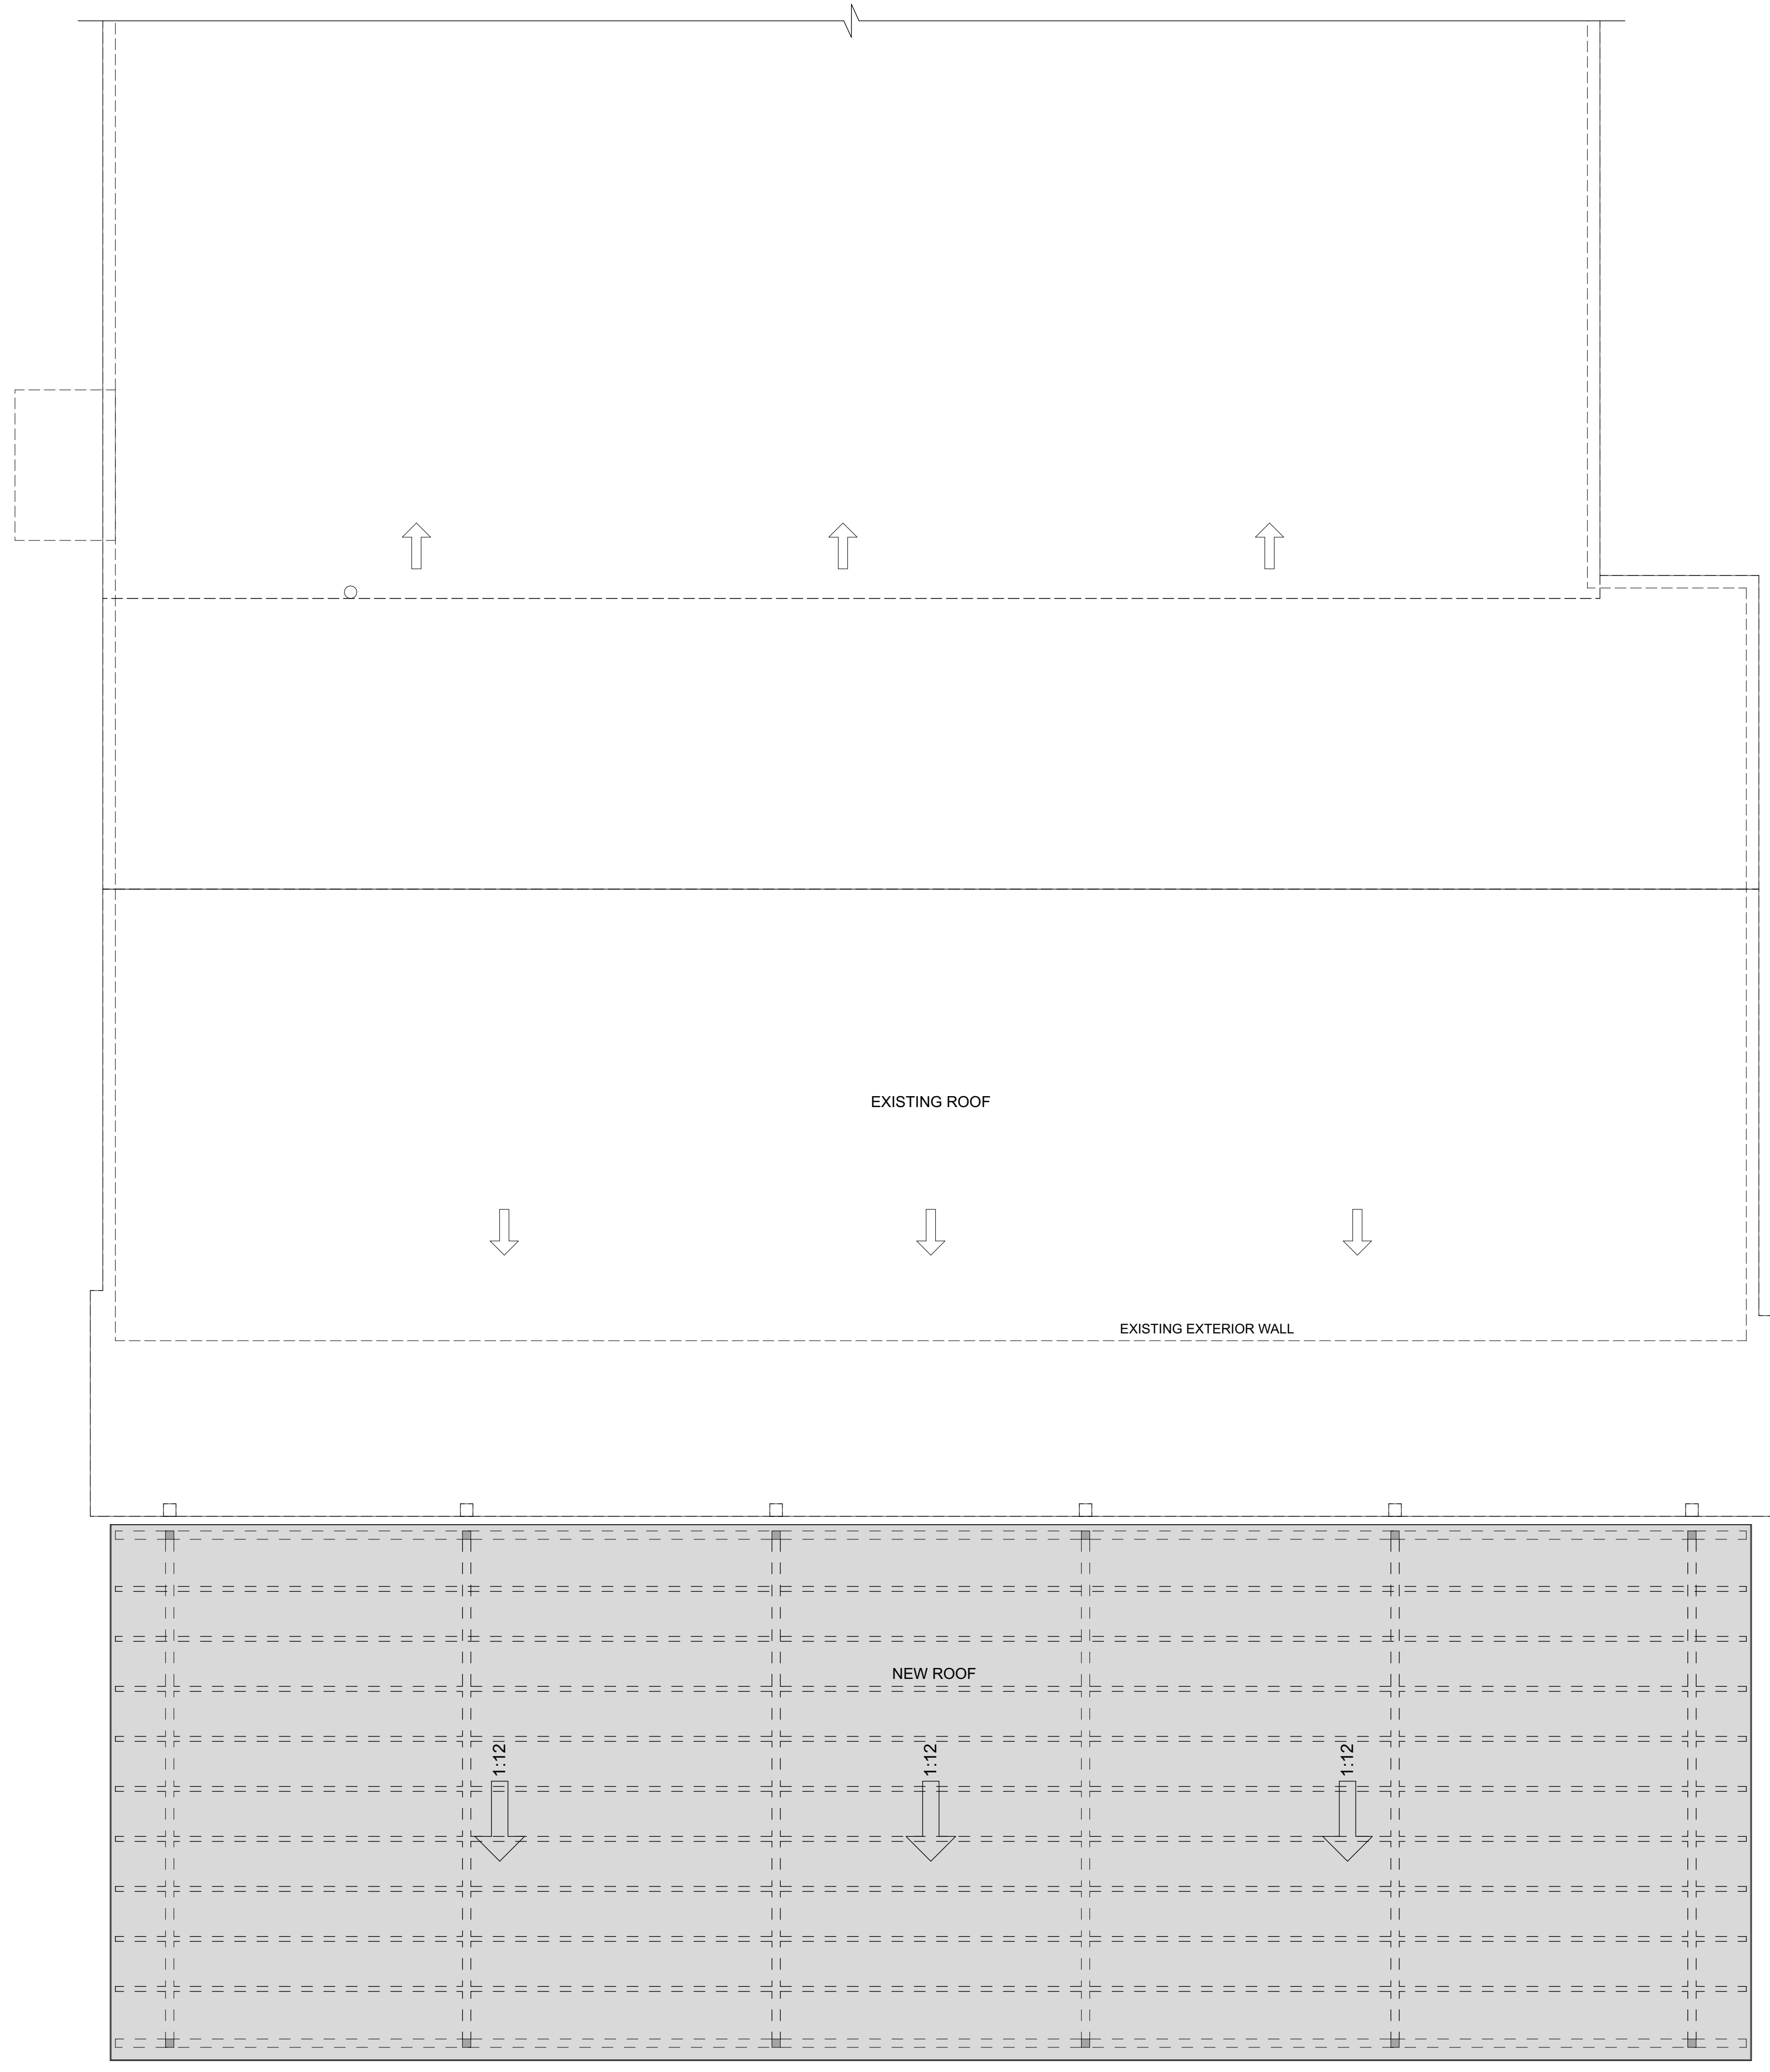 EXISTING ROOF
EXISTING EXTERIOR WALL
NEW ROOF
1:12
1:12
1:12